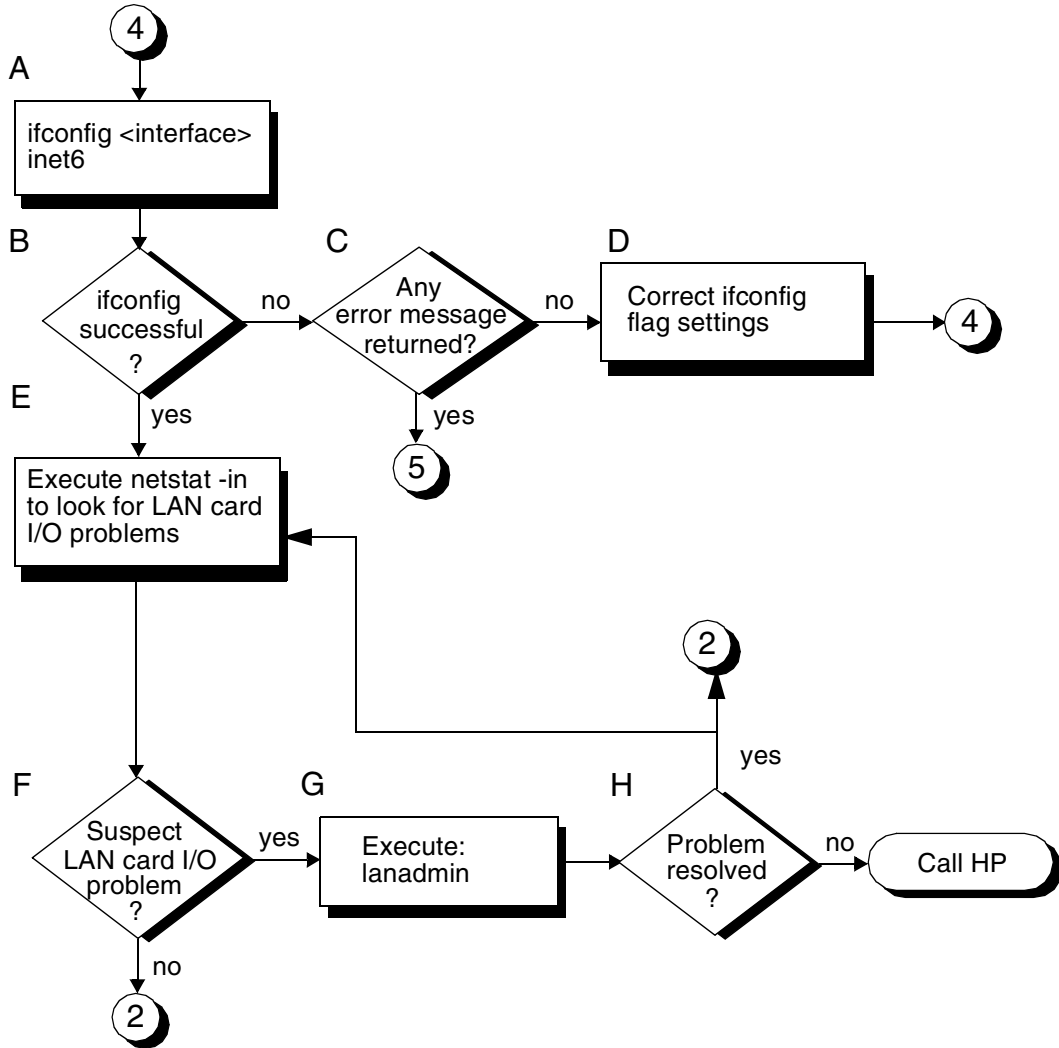 4
A
ifconfig <interface>
inet6
B
ifconfig
successful
?
no
C
Any
error message
returned?
no
D
Correct ifconfig
flag settings
4
yes
5
E
yes
Execute netstat -in
to look for LAN card
I/O problems
2
yes
F
Suspect
LAN card I/O
problem
?
yes
G
Execute:
lanadmin
H
Problem
resolved
?
no
Call HP
no
2